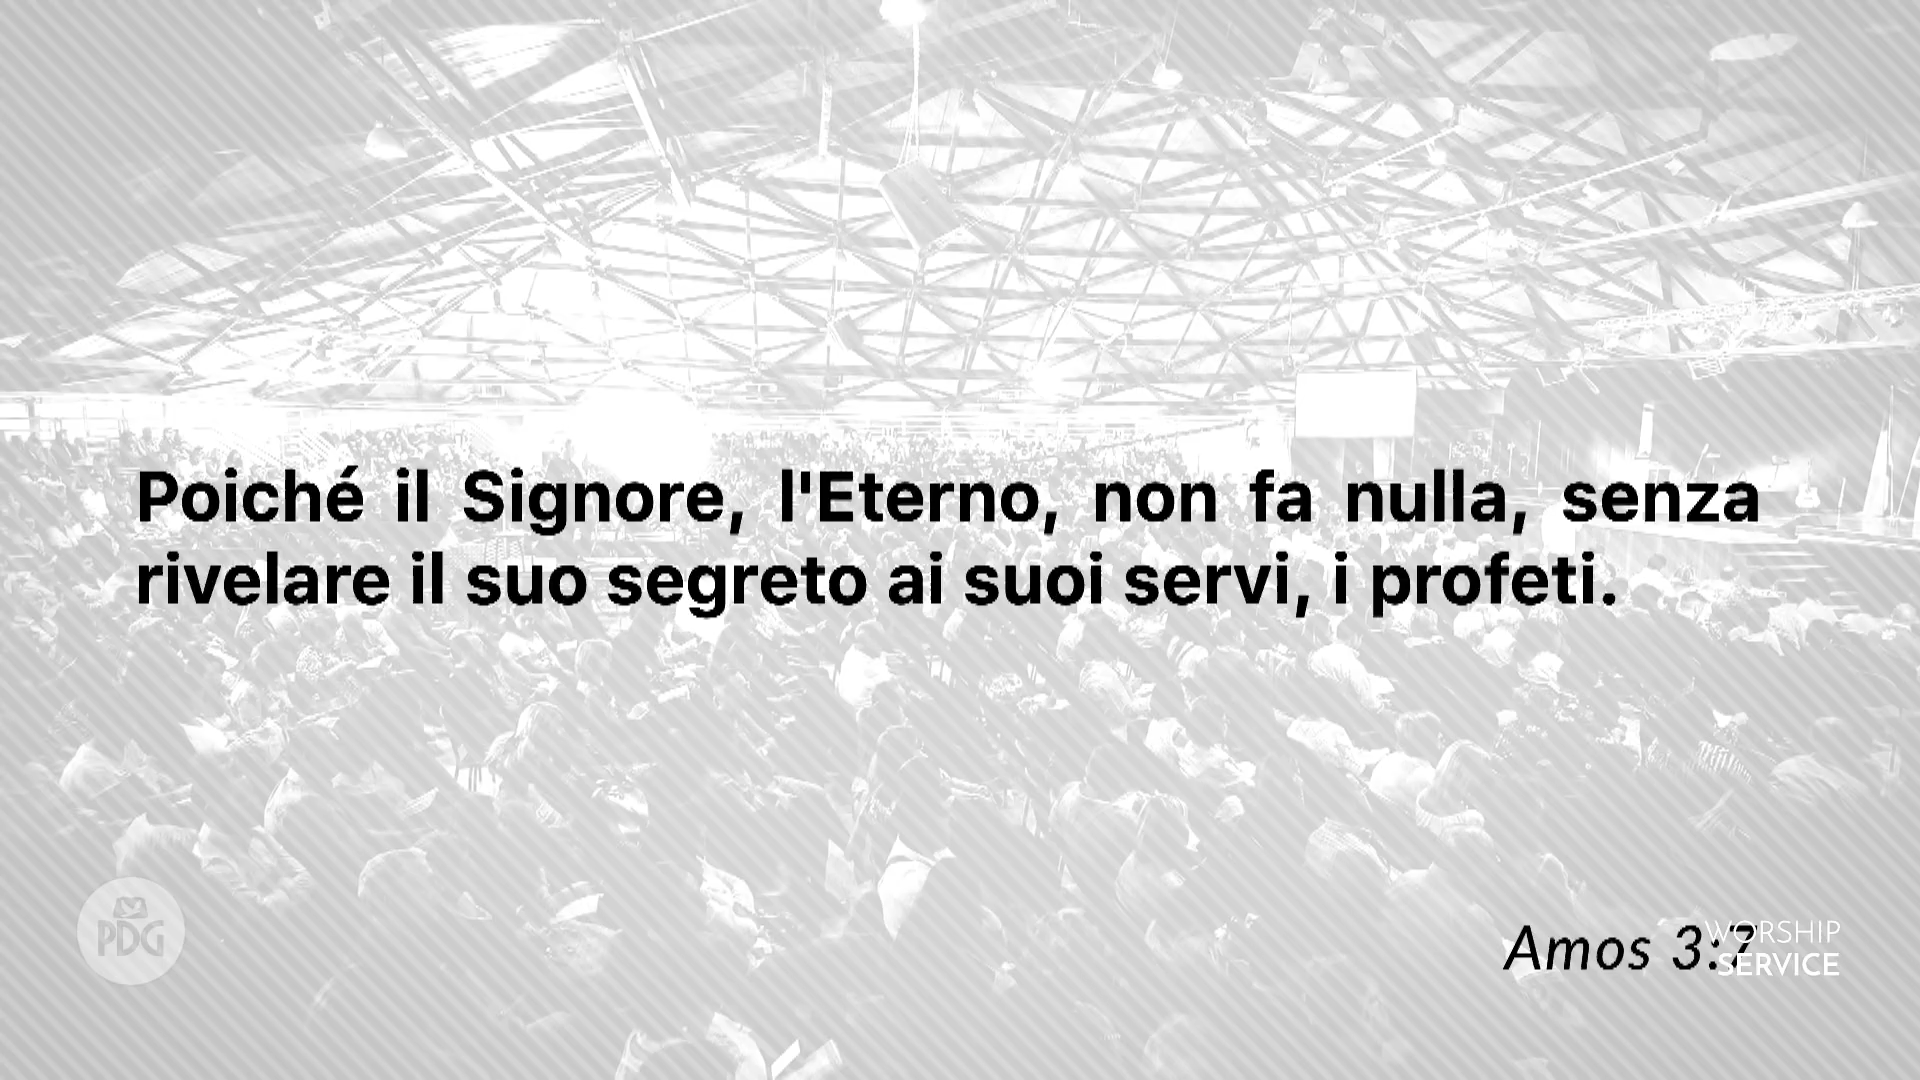 Poiché il Signore, l'Eterno, non fa nulla, senza
rivelare il suo segreto ai suoi servi, i profeti.
PDG
Amos 3:7
WORSHIP
SERVICE